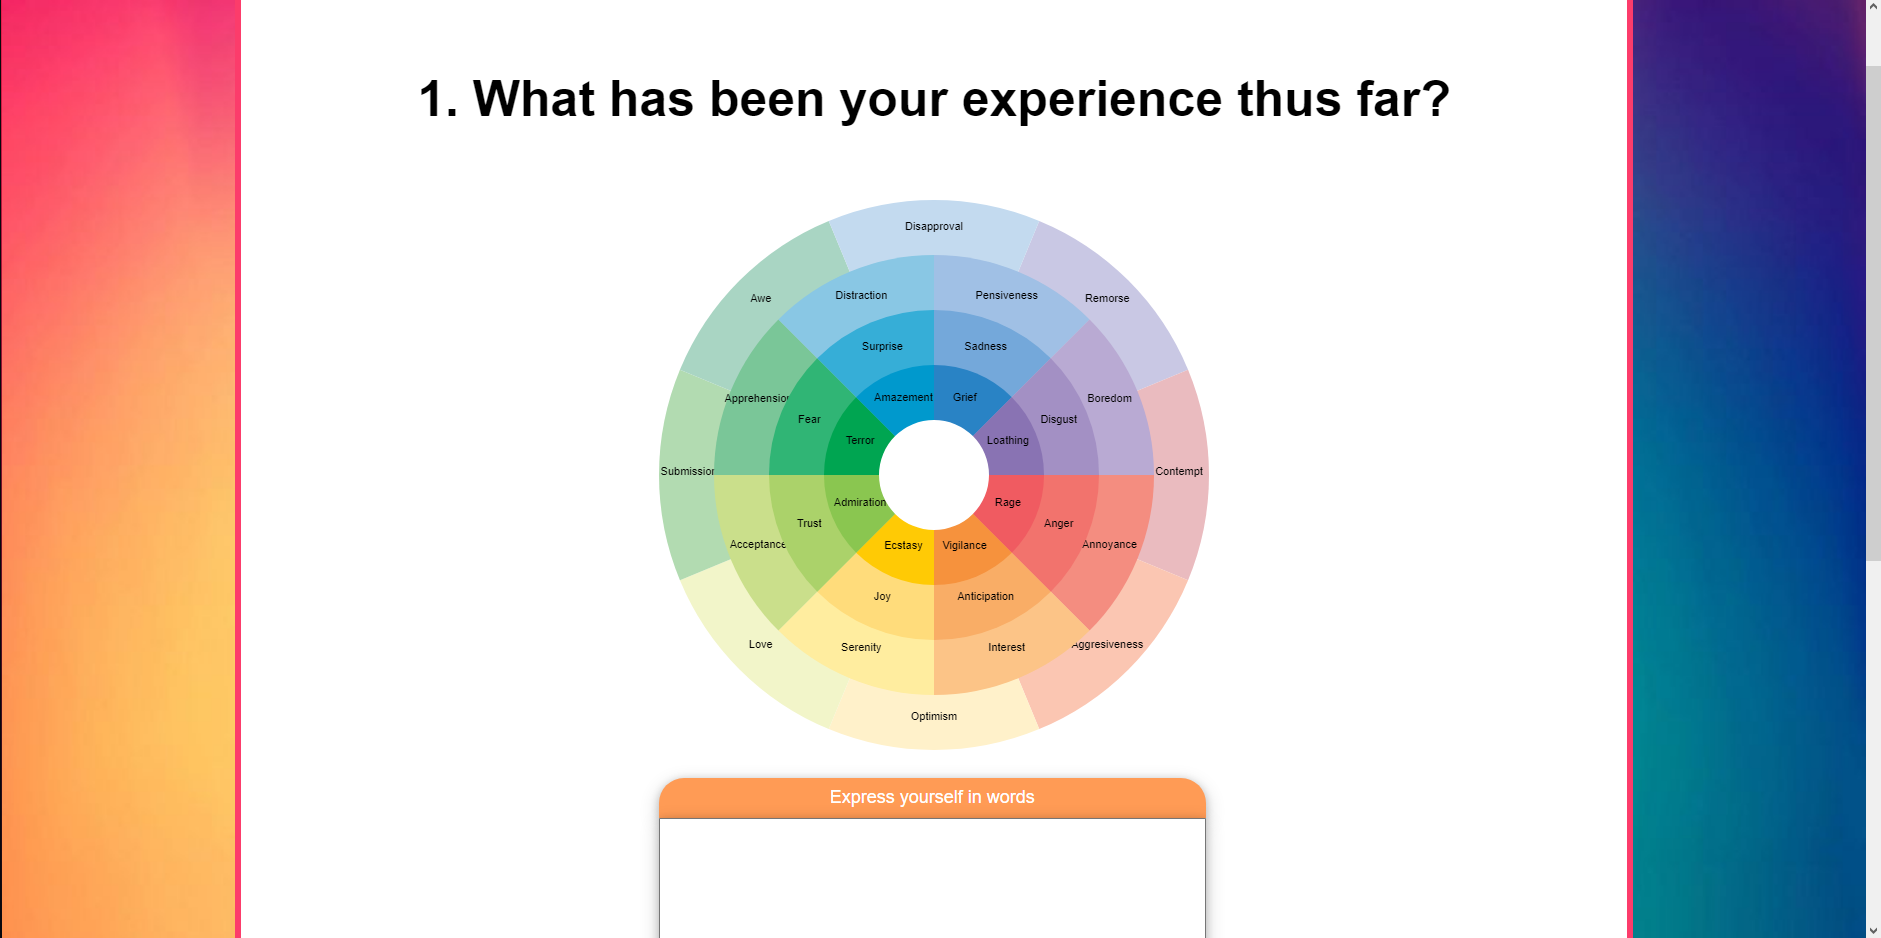 1. What has been your experience thus far?
Disapproval
Awe
Distraction
Pensiveness
Remorse
Surprise
Sadness
Apprehension
Amazement
Grief
Boredom
Fear
Disgust
Terror
Loathing
Submission
Contempt
Admiration
Rage
Trust
Anger
Acceptance
Ecstasy
Vigilance
Annoyance
Joy
Anticipation
Love
Serenity
Interest
Aggresiveness
Optimism
Express yourself in words